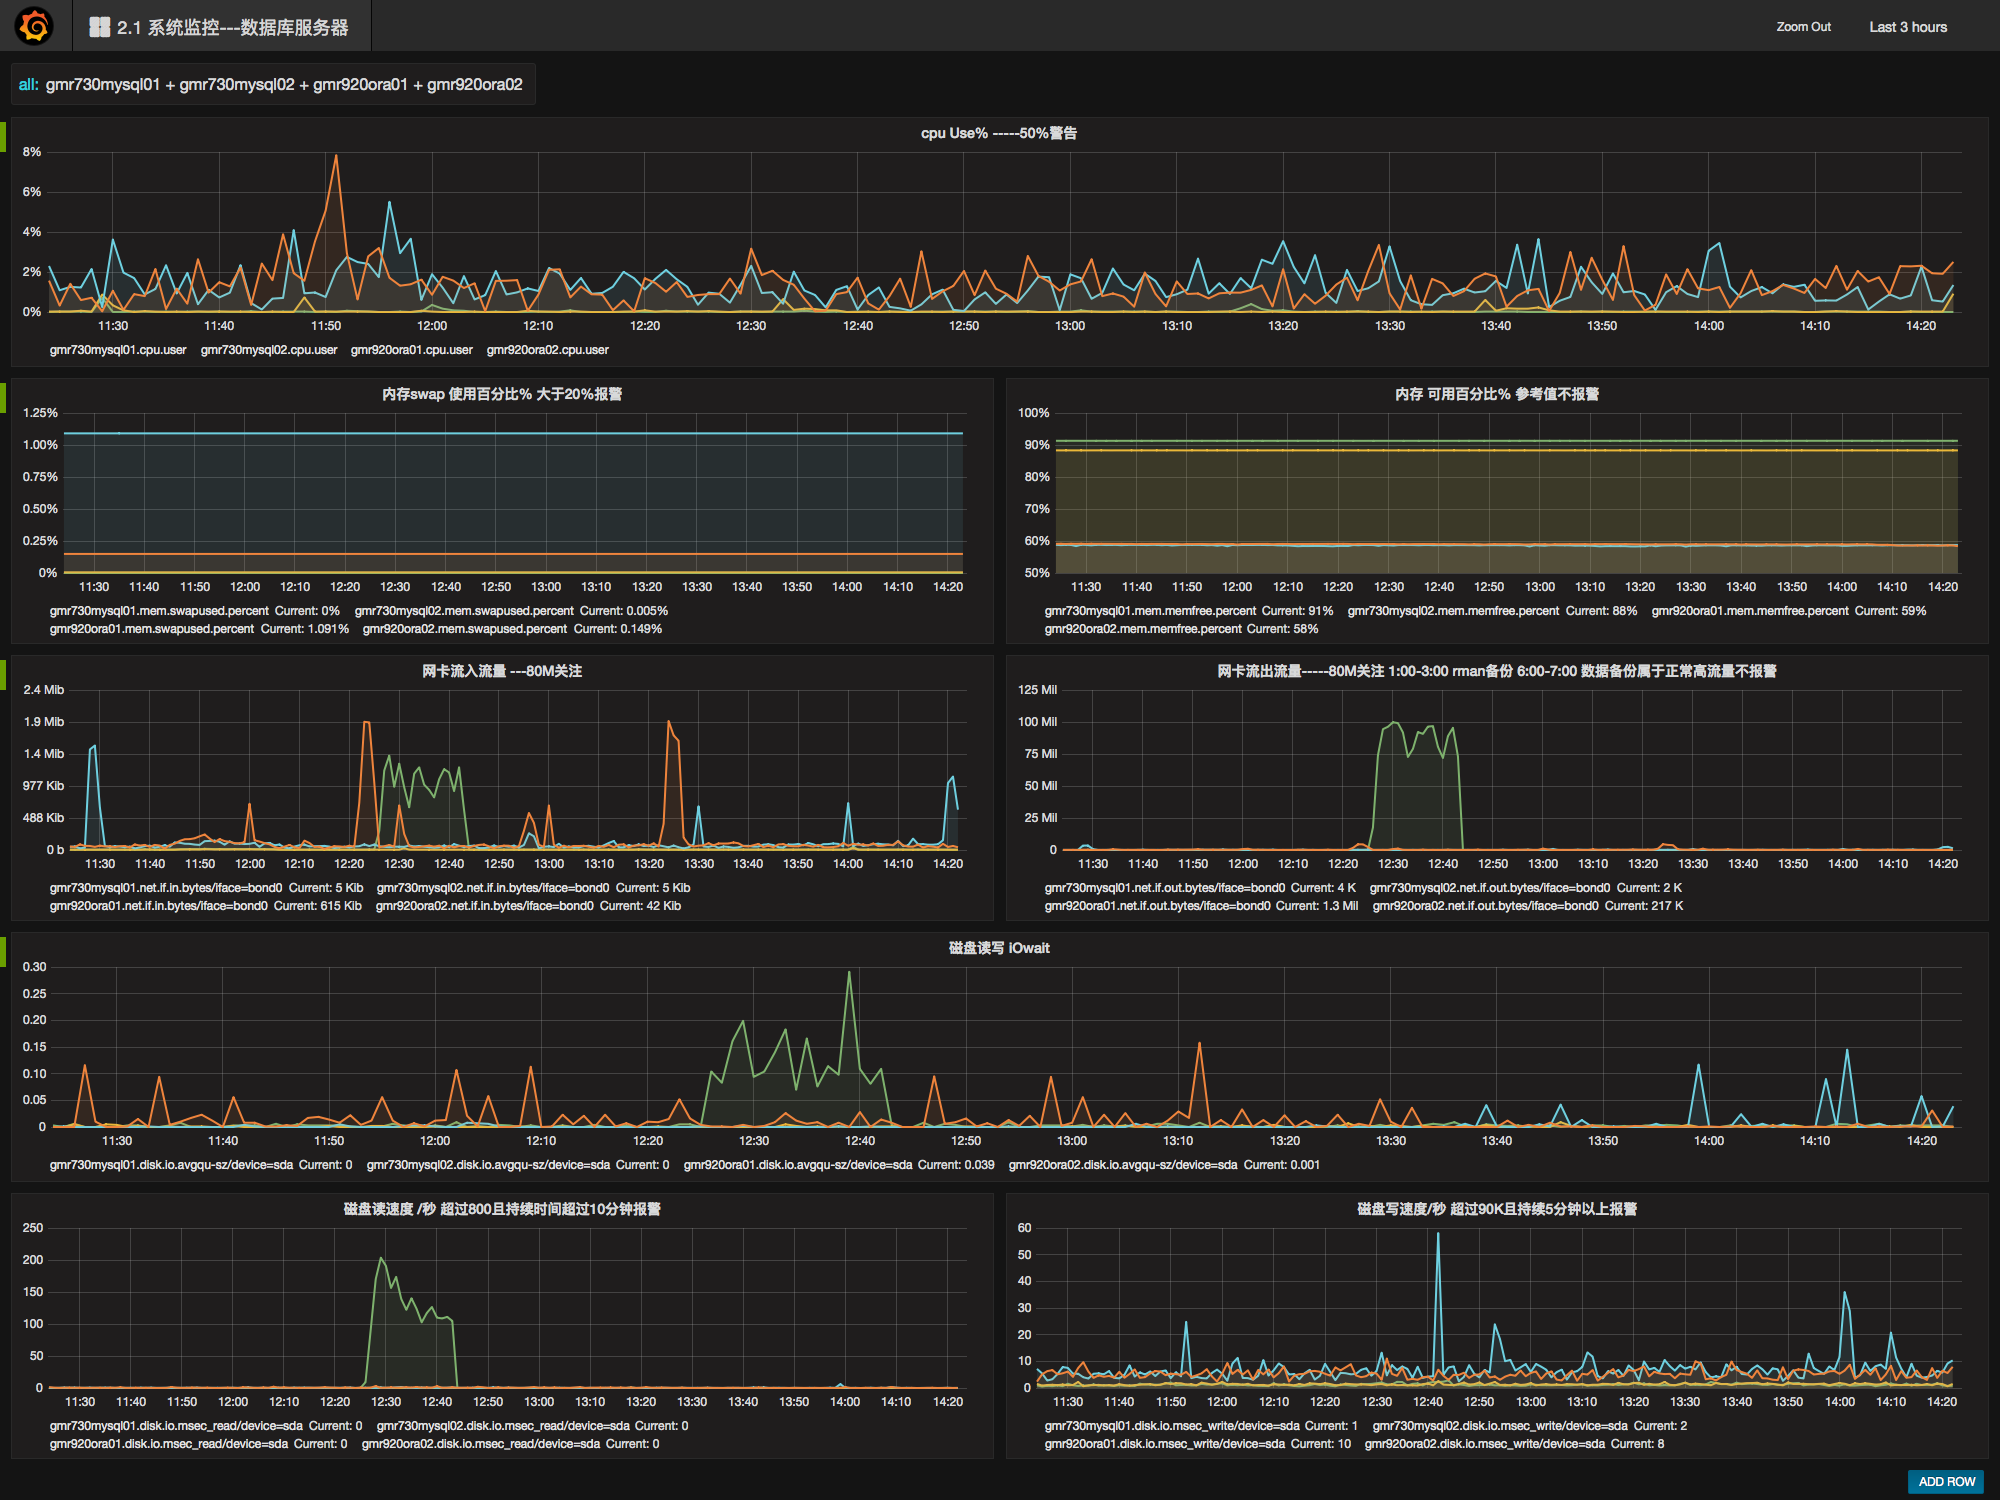 2.1 系统监控---数据库服务器
Zoom Out
Last 3 hours
all: gmr730mysql01 + gmr730mysql02 + gmr920ora01 + gmr920ora02
cpu Use% -----50%警告
8%
6%
4%
2%
0%
11:30 11:40 11:50 12:00 12:10 12:20 12:30 12:40 12:50 13:00 13:10 13:20 13:30 13:40 13:50 14:00 14:10 14:20
gmr730mysql01.cpu.user gmr730mysql02.cpu.user gmr920ora01.cpu.user gmr920ora02.cpu.user
内存swap 使用百分比% 大于20%报警
1.25%
1.00%
0.75%
0.50%
0.25%
0%
11:30 11:40 11:50 12:00 12:10 12:20 12:30 12:40 12:50 13:00 13:10 13:20 13:30 13:40 13:50 14:00 14:10 14:20
gmr730mysql01.mem.swapused.percent Current: 0% gmr730mysql02.mem.swapused.percent Current: 0.005%
gmr920ora01.mem.swapused.percent Current: 1.091% gmr920ora02.mem.swapused.percent Current: 0.149%
内存 可用百分比% 参考值不报警
100%
90%
80%
70%
60%
50%
11:30 11:40 11:50 12:00 12:10 12:20 12:30 12:40 12:50 13:00 13:10 13:20 13:30 13:40 13:50 14:00 14:10 14:20
gmr730mysql01.mem.memfree.percent Current: 91% gmr730mysql02.mem.memfree.percent Current: 88% gmr920ora01.mem.memfree.percent Current: 59%
gmr920ora02.mem.memfree.percent Current: 58%
网卡流入流量 ---80M关注
2.4 Mib
1.9 Mib
1.4 Mib
977 Kib
488 Kib
0 b
11:30 11:40 11:50 12:00 12:10 12:20 12:30 12:40 12:50 13:00 13:10 13:20 13:30 13:40 13:50 14:00 14:10 14:20
gmr730mysql01.net.if.in.bytes/iface=bond0 Current: 5 Kib gmr730mysql02.net.if.in.bytes/iface=bond0 Current: 5 Kib
gmr920ora01.net.if.in.bytes/iface=bond0 Current: 615 Kib gmr920ora02.net.if.in.bytes/iface=bond0 Current: 42 Kib
网卡流出流量-----80M关注 1:00-3:00 rman备份 6:00-7:00 数据备份属于正常高流量不报警
125 Mil
100 Mil
75 Mil
50 Mil
25 Mil
0
11:30 11:40 11:50 12:00 12:10 12:20 12:30 12:40 12:50 13:00 13:10 13:20 13:30 13:40 13:50 14:00 14:10 14:20
gmr730mysql01.net.if.out.bytes/iface=bond0 Current: 4 K gmr730mysql02.net.if.out.bytes/iface=bond0 Current: 2 K
gmr920ora01.net.if.out.bytes/iface=bond0 Current: 1.3 Mil gmr920ora02.net.if.out.bytes/iface=bond0 Current: 217 K
磁盘读写 iOwait
0.30
0.25
0.20
0.15
0.10
0.05
0
11:30 11:40 11:50 12:00 12:10 12:20 12:30 12:40 12:50 13:00 13:10 13:20 13:30 13:40 13:50 14:00 14:10 14:20
gmr730mysql01.disk.io.avgqu-sz/device=sda Current: 0 gmr730mysql02.disk.io.avgqu-sz/device=sda Current: 0 gmr920ora01.disk.io.avgqu-sz/device=sda Current: 0.039 gmr920ora02.disk.io.avgqu-sz/device=sda Current: 0.001
磁盘读速度 /秒 超过800且持续时间超过10分钟报警
250
200
150
100
50
0
11:30 11:40 11:50 12:00 12:10 12:20 12:30 12:40 12:50 13:00 13:10 13:20 13:30 13:40 13:50 14:00 14:10 14:20
gmr730mysql01.disk.io.msec_read/device=sda Current: 0 gmr730mysql02.disk.io.msec_read/device=sda Current: 0
gmr920ora01.disk.io.msec_read/device=sda Current: 0 gmr920ora02.disk.io.msec_read/device=sda Current: 0
磁盘写速度/秒 超过90K且持续5分钟以上报警
60
50
40
30
20
10
0
11:30 11:40 11:50 12:00 12:10 12:20 12:30 12:40 12:50 13:00 13:10 13:20 13:30 13:40 13:50 14:00 14:10 14:20
gmr730mysql01.disk.io.msec_write/device=sda Current: 1 gmr730mysql02.disk.io.msec_write/device=sda Current: 2
gmr920ora01.disk.io.msec_write/device=sda Current: 10 gmr920ora02.disk.io.msec_write/device=sda Current: 8
ADD ROW